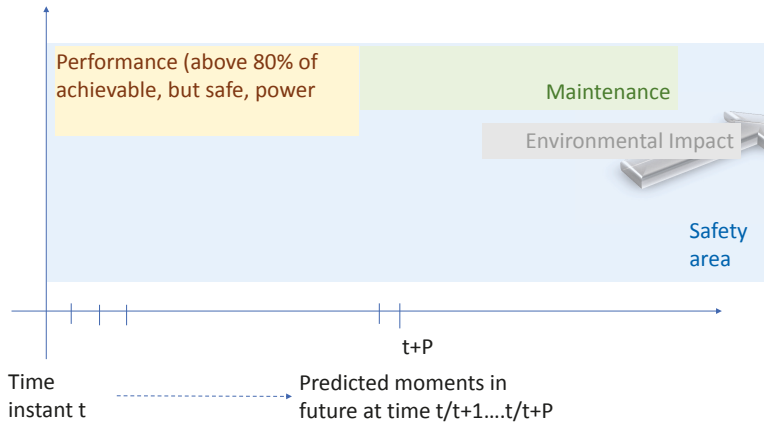 Performance (above 80% of
achievable, but safe, power
Maintenance
Environmental Impact
Safety
area
t+P
Time
instant t
Predicted moments in
future at time t/t+1....t/t+P